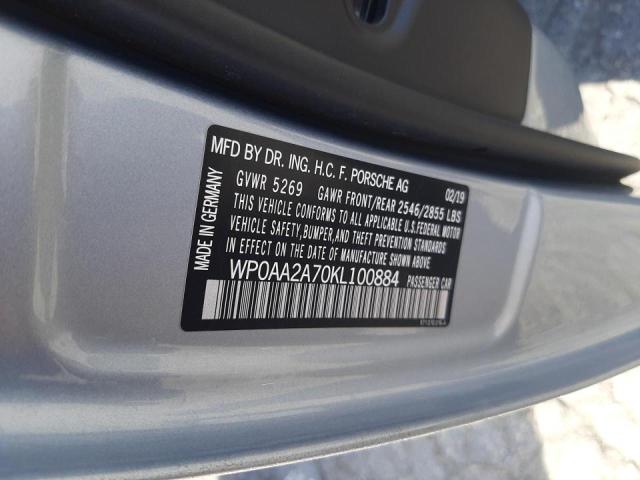 MADE IN GERMANY
MFD BY DR. ING. H.C. F. PORSCHE AG 02/19
GVWR 5269 GAWR FRONT/REAR 2546/2855 LBS
THIS VEHICLE CONFORMS TO ALL APPLICABLE U.S.FEDERAL MOTOR
VEHICLE SAFETY,BUMPER,AND THEFT PREVENTION STANDARDS IN
EFFECT ON THE DATE OF MANUFACTURE SHOWN ABOVE
WP0AA2A70KL100884 PASSENGER CAR